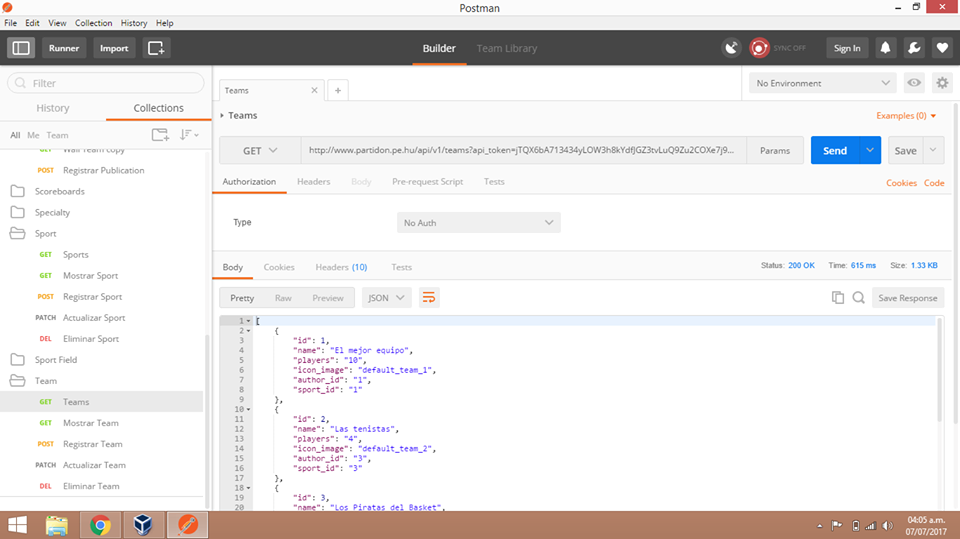 Postman
File Edit View Collection History Help
Runner Import Builder Team Library SYNC OFF Sign In
Filter
History Collections
All Me Team
Wall Team Copy
POST Registrar Publication
Scoreboards
Specialty
Sport
GET Sports
GET Mostrar Sport
POST Registrar Sport
PATCH Actualizar Sport
DEL Eliminar Sport
Sport Field
Team
GET Teams
GET Mostrar Team
POST Registrar Team
PATCH Actualizar Team
DEL Eliminar Team
Teams
No Environment
Teams
Examples (0)
GET http://www.partidon.pe.hu/api/v1/teams?api_token= Params Send Save
Authorization Headers Body Pre-request Script Tests Cookies Code
Type No Auth
Body Cookies Headers (10) Tests Status: 200 OK Time: 615 ms Size: 1.33 KB
Pretty Raw Preview JSON Save Response
1 [
2 {
3 "id": 1,
4 "name": "El mejor equipo",
5 "players": "10",
6 "icon_image": "default_team_1",
7 "author_id": "1",
8 "sport_id": "1"
9 },
10 {
11 "id": 2,
12 "name": "Las tenistas",
13 "players": "4",
14 "icon_image": "default_team_2",
15 "author_id": "3",
16 "sport_id": "3"
17 },
18 {
19 "id": 3,
20 "name": "Los Piratas del Basket",
04:05 a.m.
07/07/2017